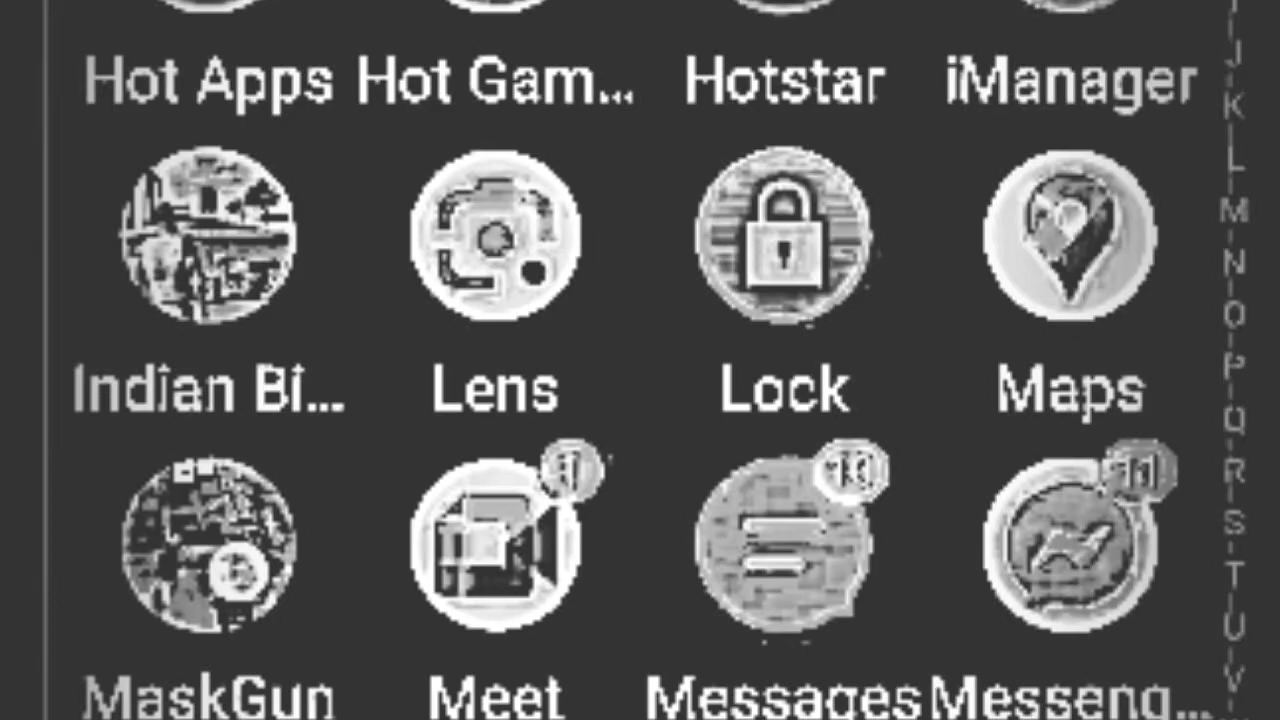 Hot Apps Hot Gam... Hotstar iManager
Indian Bi... Lens Lock Maps
MaskGun Meet Messages Messeng...
J
K
L
M
N
O
P
Q
R
S
T
U
V